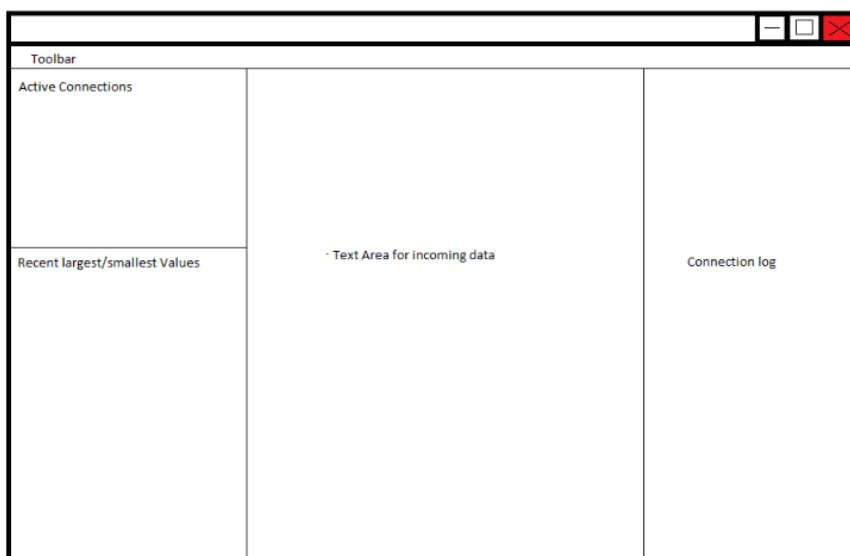 Toolbar
Active Connections
Recent largest/smallest Values
Text Area for incoming data
Connection log